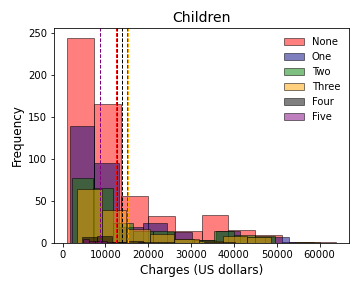 Children
250
200
150
100
50
0
Frequency
None
One
Two
Three
Four
Five
0 10000 20000 30000 40000 50000 60000
Charges (US dollars)